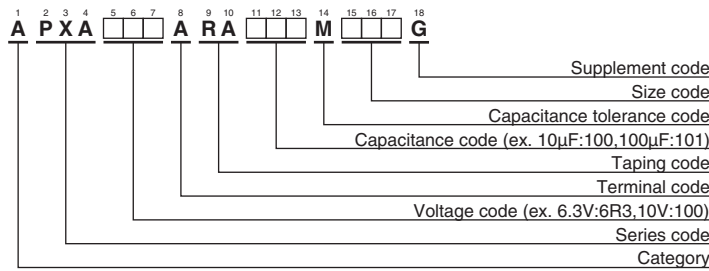 1 2 3 4 5 6 7 8 9 10 11 12 13 14 15 16 17 18
A P X A A R A M G
Supplement code
Size code
Capacitance tolerance code
Capacitance code (ex. 10μF:100,100μF:101)
Taping code
Terminal code
Voltage code (ex. 6.3V:6R3,10V:100)
Series code
Category